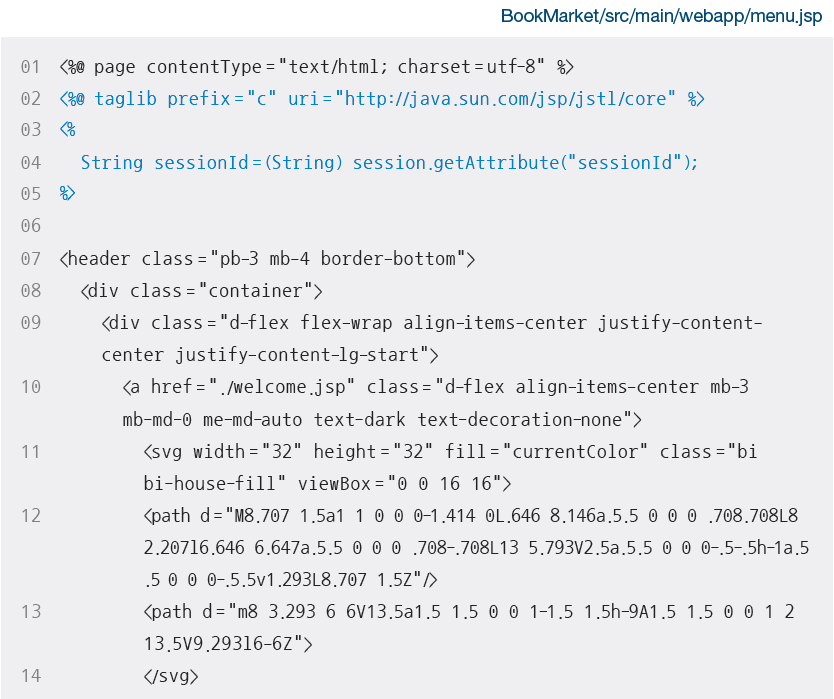 BookMarket/src/main/webapp/menu.jsp
01 <%@ page contentType="text/html; charset=utf-8" %>
02 <%@ taglib prefix="c" uri="http://java.sun.com/jsp/jstl/core" %>
03 <%
04 String sessionId=(String) session.getAttribute("sessionId");
05 %>
06
07 <header class="pb-3 mb-4 border-bottom">
08 <div class="container">
09 <div class="d-flex flex-wrap align-items-center justify-content-
center justify-content-lg-start">
10 <a href="./welcome.jsp" class="d-flex align-items-center mb-3
mb-md-0 me-md-auto text-dark text-decoration-none">
11 <svg width="32" height="32" fill="currentColor" class="bi
bi-house-fill" viewBox="0 0 16 16">
12 <path d="M8.707 1.5a1 1 0 0 0-1.414 0L.646 8.146a.5.5 0 0 0 .708.708L8
2.207l6.646 6.647a.5.5 0 0 0 .708-.708L13 5.793V2.5a.5.5 0 0 0-.5-.5h-1a.5
.5 0 0 0-.5.5v1.293L8.707 1.5Z"/>
13 <path d="m8 3.293 6 6V13.5a1.5 1.5 0 0 1-1.5 1.5h-9A1.5 1.5 0 0 1 2
13.5V9.293l6-6Z">
14 </svg>